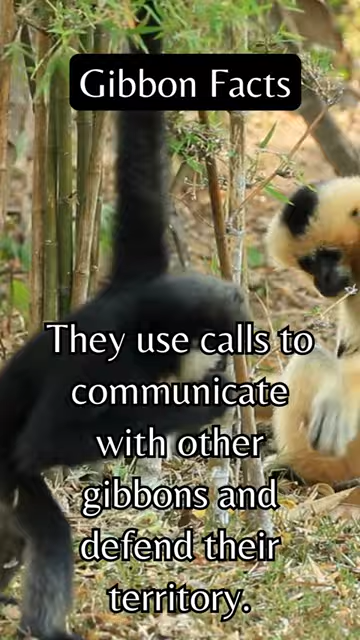 Gibbon Facts
They use calls to
communicate
with other
gibbons and
defend their
territory.